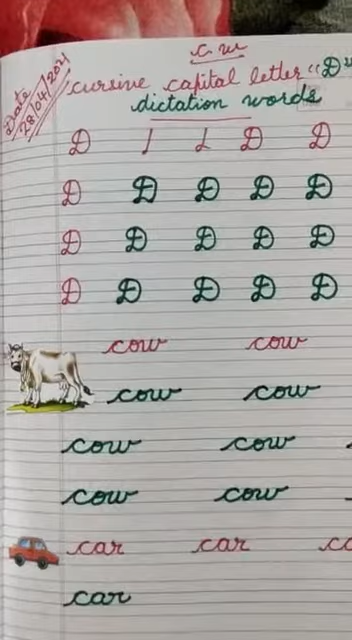 c.w
Date
28/04/2021
cursive capital letter "D"
dictation words
D D D
D D D D D
D D D D D
D D D D D
cow cow
cow cow
cow cow
cow cow
car car
car